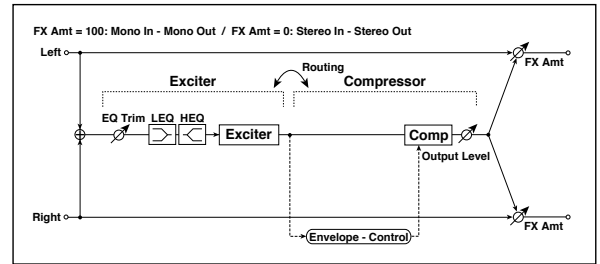 FX Amt = 100: Mono In - Mono Out / FX Amt = 0: Stereo In - Stereo Out
Left
FX Amt
Routing
Exciter
Compressor
EQ Trim
LEQ
HEQ
Exciter
Comp
Output Level
Right
FX Amt
Envelope - Control